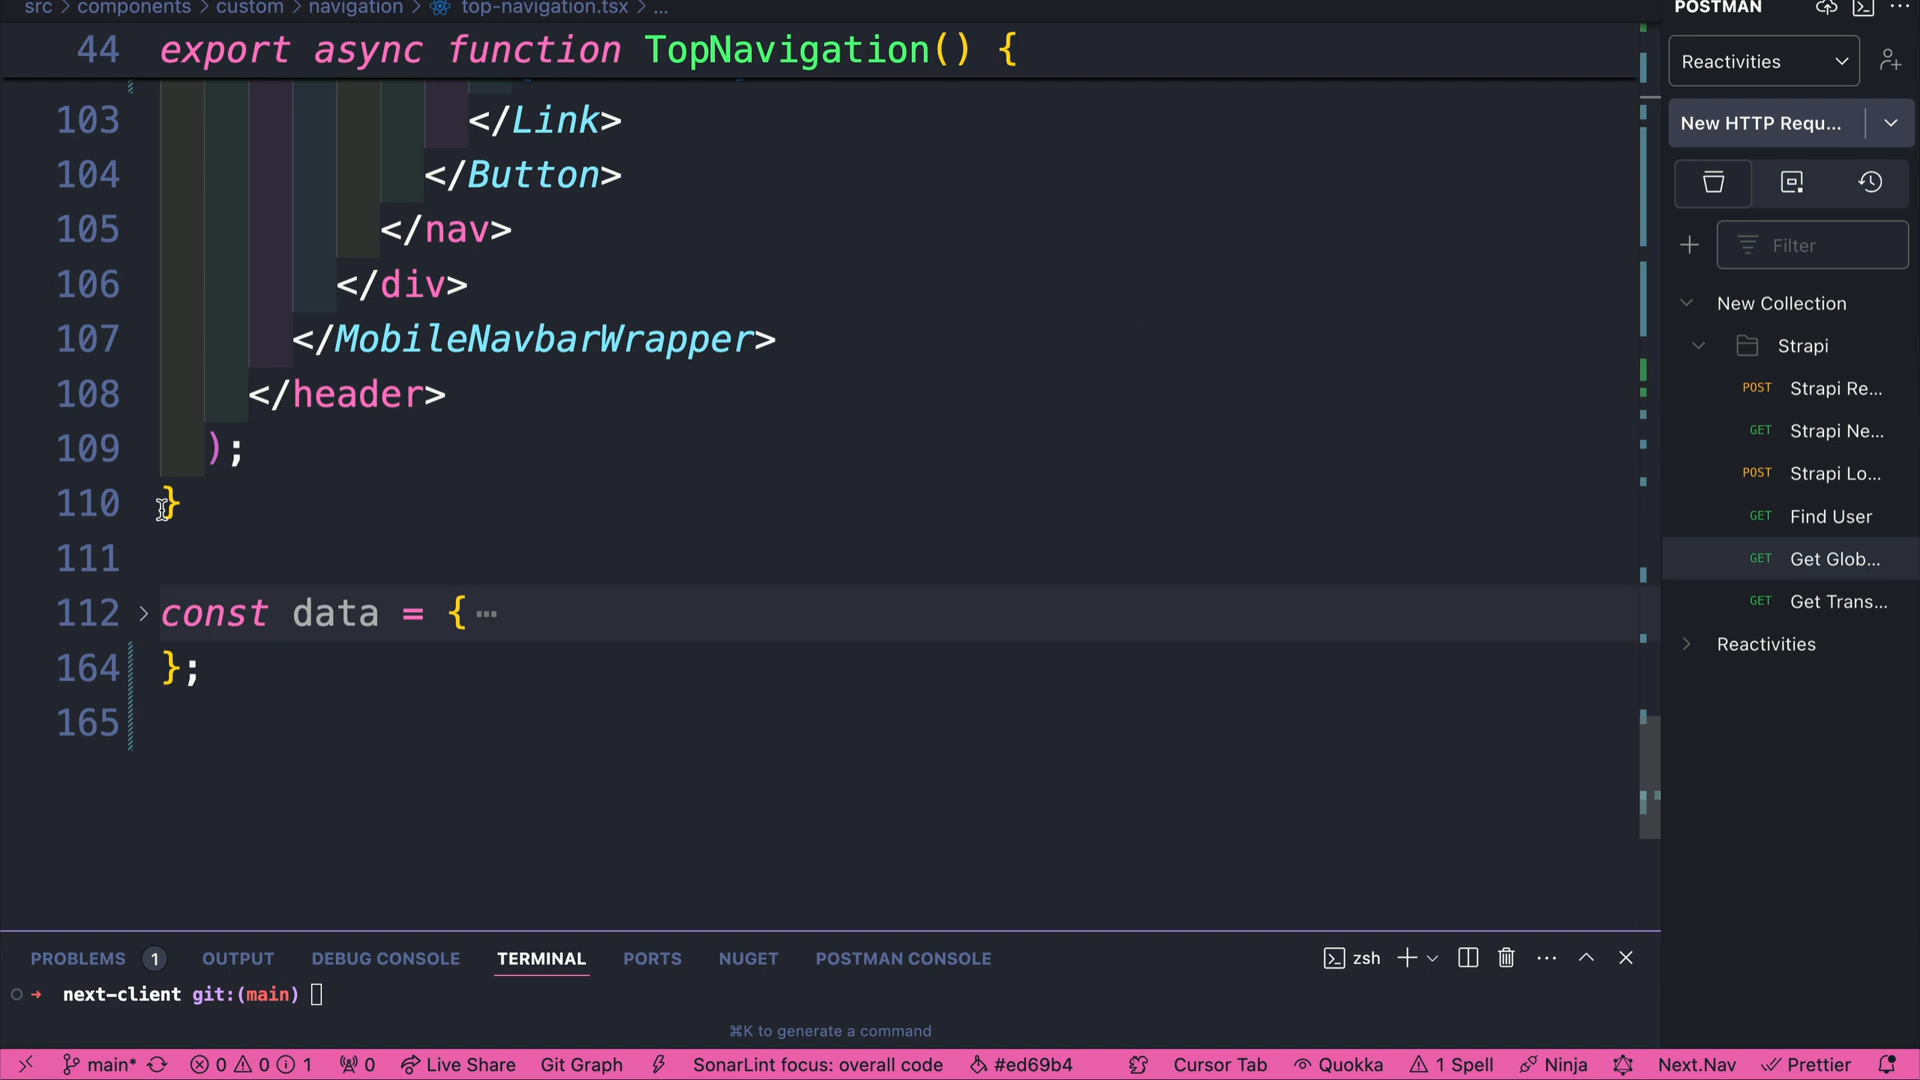 src > components > custom > navigation > top-navigation.tsx > ...
44 export async function TopNavigation() {
103 </Link>
104 </Button>
105 </nav>
106 </div>
107 </MobileNavbarWrapper>
108 </header>
109 );
110 }
111
112 const data = { ...
164 };
165
PROBLEMS 1 OUTPUT DEBUG CONSOLE TERMINAL PORTS NUGET POSTMAN CONSOLE zsh
next-client git:(main)
⌘K to generate a command
main* 0 0 1 0 Live Share Git Graph SonarLint focus: overall code #ed69b4 Cursor Tab Quokka 1 Spell Ninja Next.Nav Prettier
POSTMAN
Reactivities
New HTTP Requ...
Filter
New Collection
Strapi
POST Strapi Re...
GET Strapi Ne...
POST Strapi Lo...
GET Find User
GET Get Glob...
GET Get Trans...
Reactivities